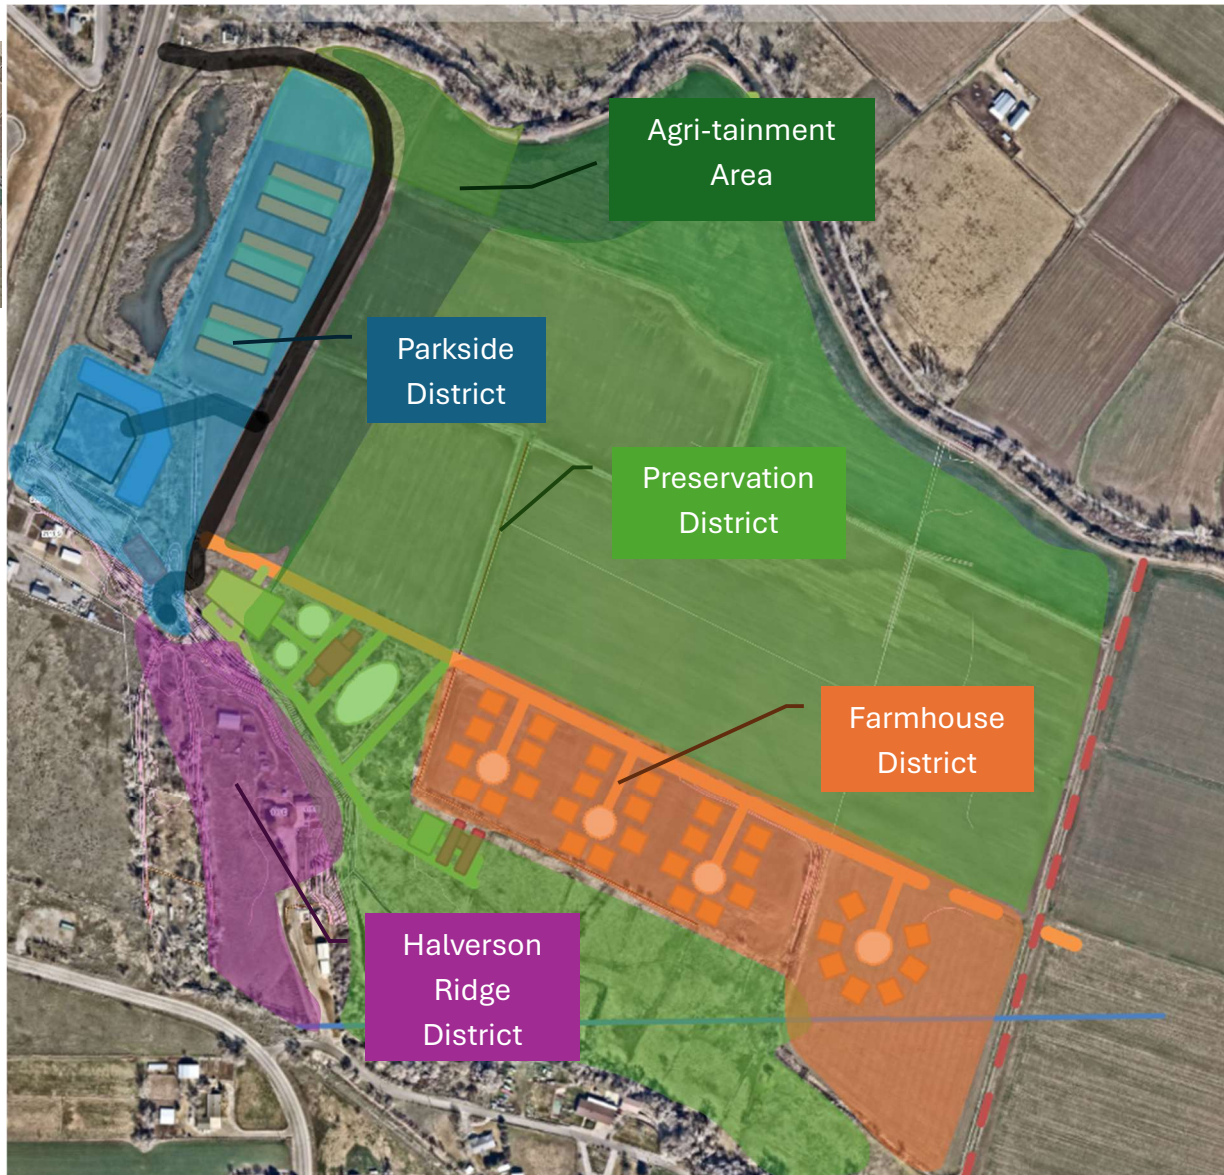 Agri-tainment
Area
Parkside
District
Preservation
District
Farmhouse
District
Halverson
Ridge
District